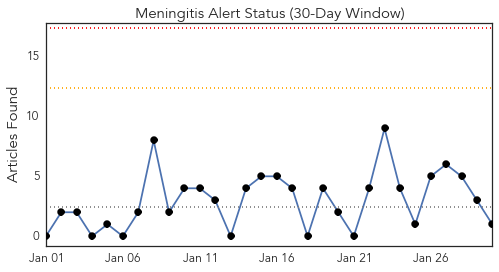 Meningitis Alert Status (30-Day Window)
Articles Found
15
10
5
0
Jan 01 Jan 06 Jan 11 Jan 16 Jan 21 Jan 26